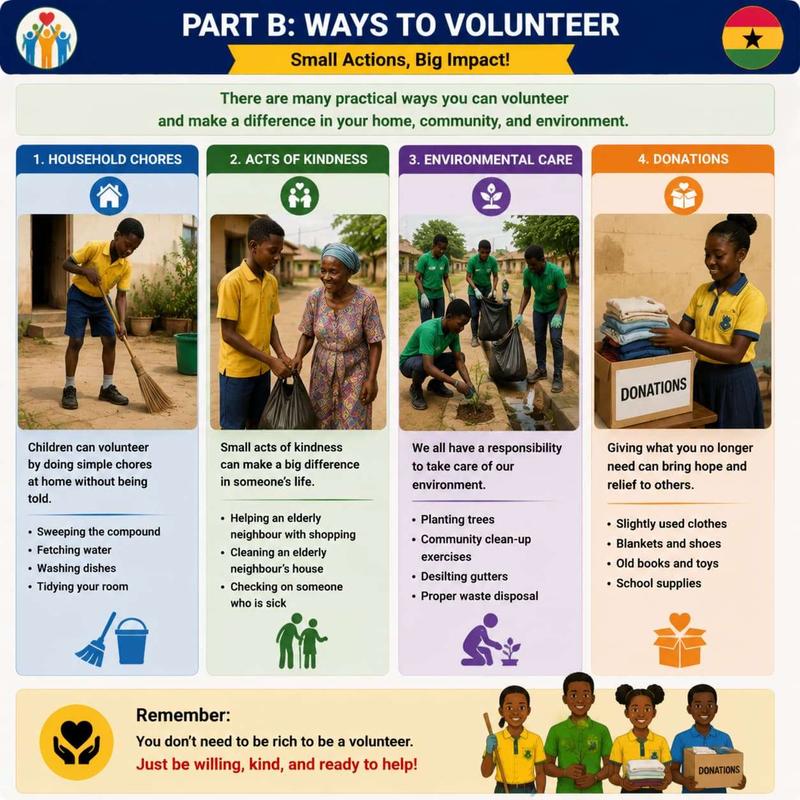 PART B: WAYS TO VOLUNTEER
Small Actions, Big Impact!
There are many practical ways you can volunteer
and make a difference in your home, community, and environment.
1. HOUSEHOLD CHORES
Children can volunteer
by doing simple chores
at home without being
told.
• Sweeping the compound
• Fetching water
• Washing dishes
• Tidying your room
2. ACTS OF KINDNESS
Small acts of kindness
can make a big difference
in someone's life.
• Helping an elderly
neighbour with shopping
• Cleaning an elderly
neighbour's house
• Checking on someone
who is sick
3. ENVIRONMENTAL CARE
We all have a responsibility
to take care of our
environment.
• Planting trees
• Community clean-up
exercises
• Desilting gutters
• Proper waste disposal
4. DONATIONS
DONATIONS
Giving what you no longer
need can bring hope and
relief to others.
• Slightly used clothes
• Blankets and shoes
• Old books and toys
• School supplies
Remember:
You don't need to be rich to be a volunteer.
Just be willing, kind, and ready to help!
DONATIONS